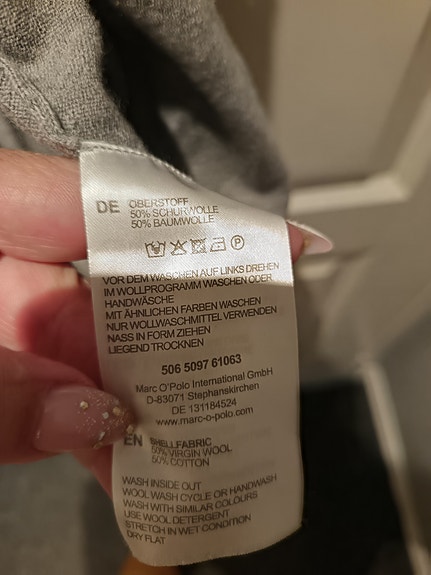 DE OBERSTOFF
50% SCHURWOLLE
50% BAUMWOLLE
P
VOR DEM WASCHEN AUF LINKS DREHEN
IM WOLLPROGRAMM WASCHEN ODER
HANDWÄSCHE
MIT ÄHNLICHEN FARBEN WASCHEN
NUR WOLLWASCHMITTEL VERWENDEN
NASS IN FORM ZIEHEN
LIEGEND TROCKNEN
506 5097 61063
Marc O'Polo International GmbH
D-83071 Stephanskirchen
DE 131184524
www.marc-o-polo.com
EN SHELLFABRIC
50% VIRGIN WOOL
50% COTTON
WASH INSIDE OUT
WOOL WASH CYCLE OR HANDWASH
WASH WITH SIMILAR COLOURS
USE WOOL DETERGENT
STRETCH IN WET CONDITION
DRY FLAT